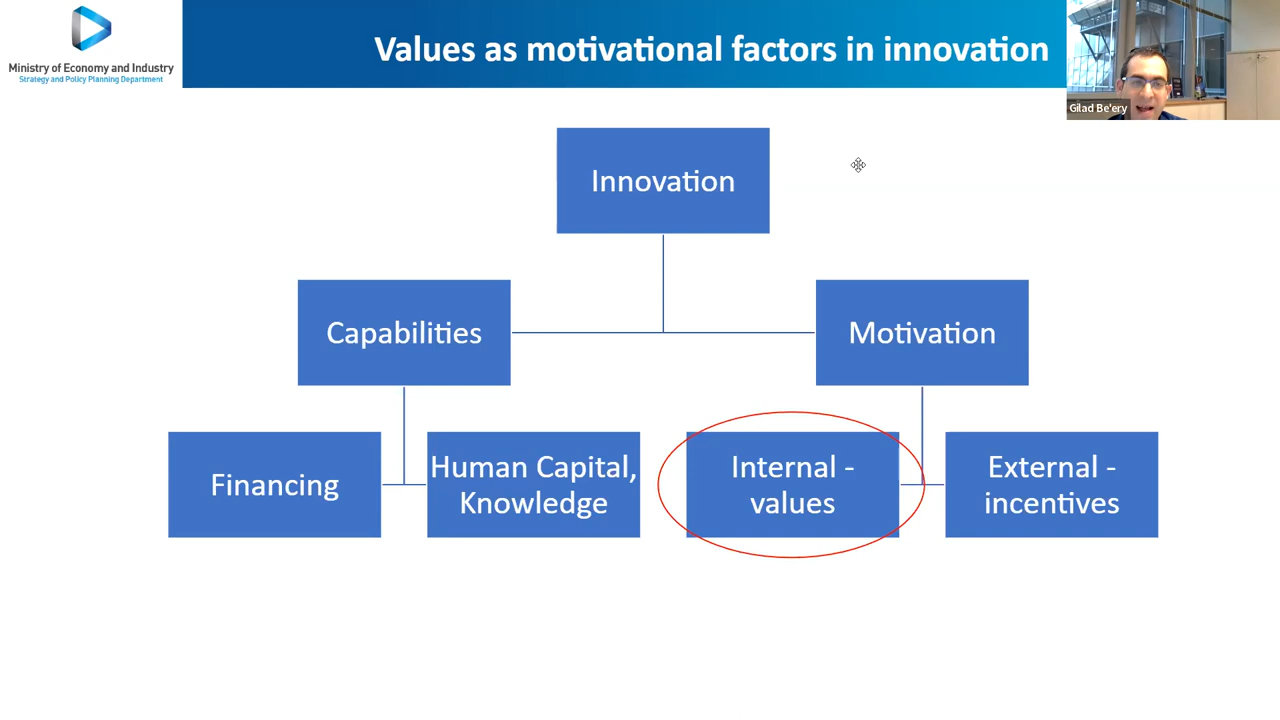 Ministry of Economy and Industry
Strategy and Policy Planning Department
Values as motivational factors in innovation
Gilad Be'ery
Innovation
Capabilities
Motivation
Financing
Human Capital,
Knowledge
Internal -
values
External -
incentives